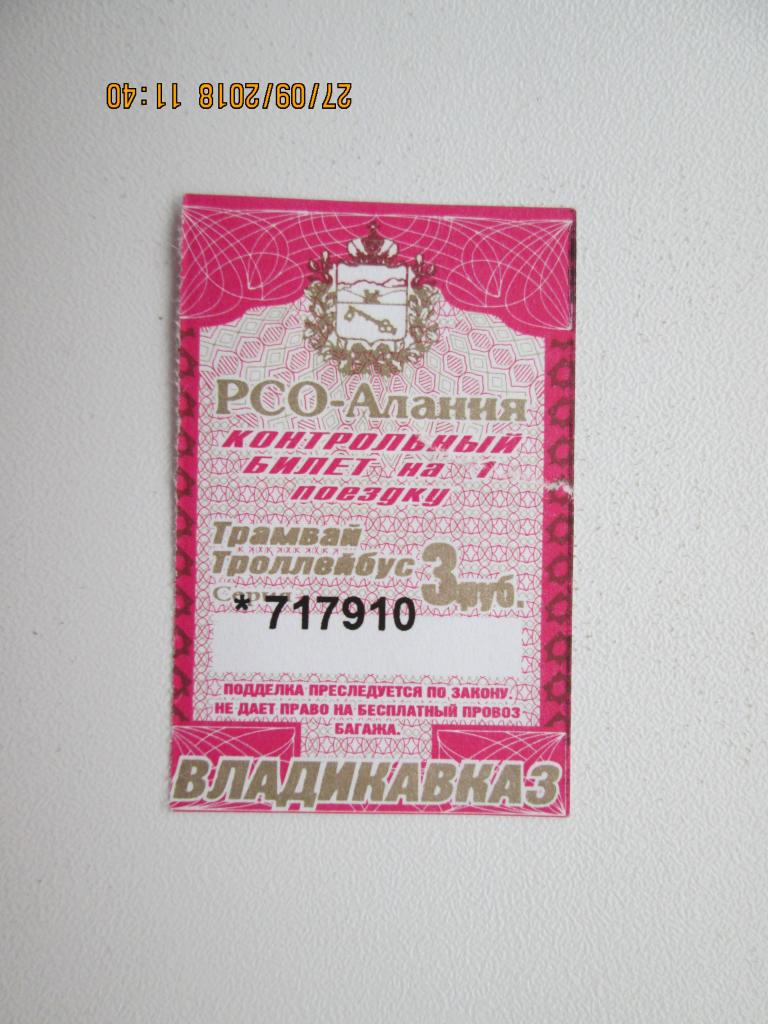 27/09/2018 11:40
РСО-Алания
КОНТРОЛЬНЫЙ
БИЛЕТ на 1
поездку
Трамвай
Троллейбус
3 руб.
Серия
* 717910
ПОДДЕЛКА ПРЕСЛЕДУЕТСЯ ПО ЗАКОНУ.
НЕ ДАЕТ ПРАВО НА БЕСПЛАТНЫЙ ПРОВОЗ
БАГАЖА.
ВЛАДИКАВКАЗ